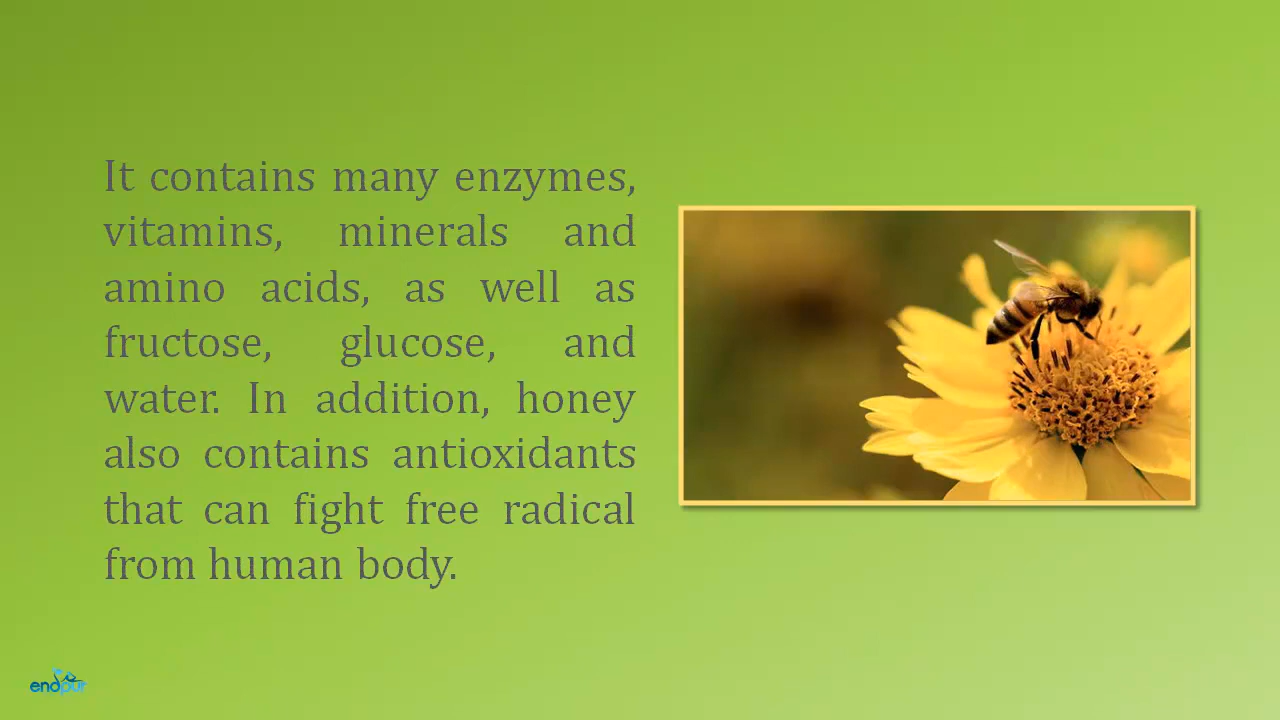 It contains many enzymes,
vitamins, minerals and
amino acids, as well as
fructose, glucose, and
water. In addition, honey
also contains antioxidants
that can fight free radical
from human body.
endpur